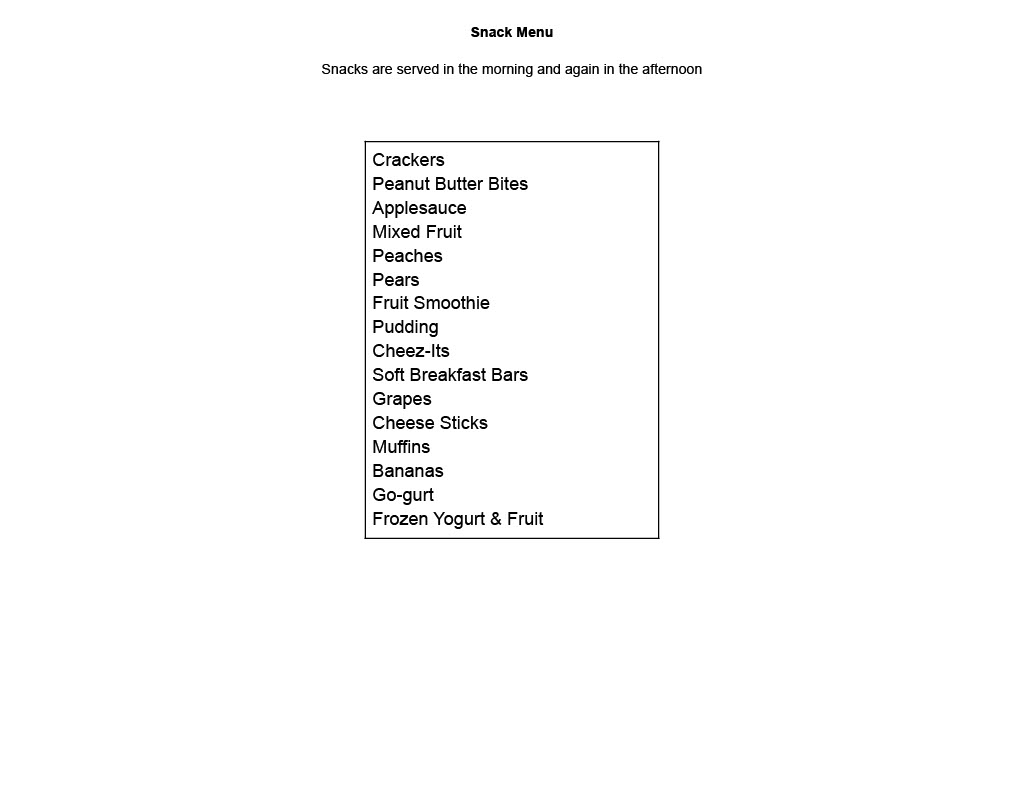 Snack Menu
Snacks are served in the morning and again in the afternoon
Crackers
Peanut Butter Bites
Applesauce
Mixed Fruit
Peaches
Pears
Fruit Smoothie
Pudding
Cheez-Its
Soft Breakfast Bars
Grapes
Cheese Sticks
Muffins
Bananas
Go-gurt
Frozen Yogurt & Fruit